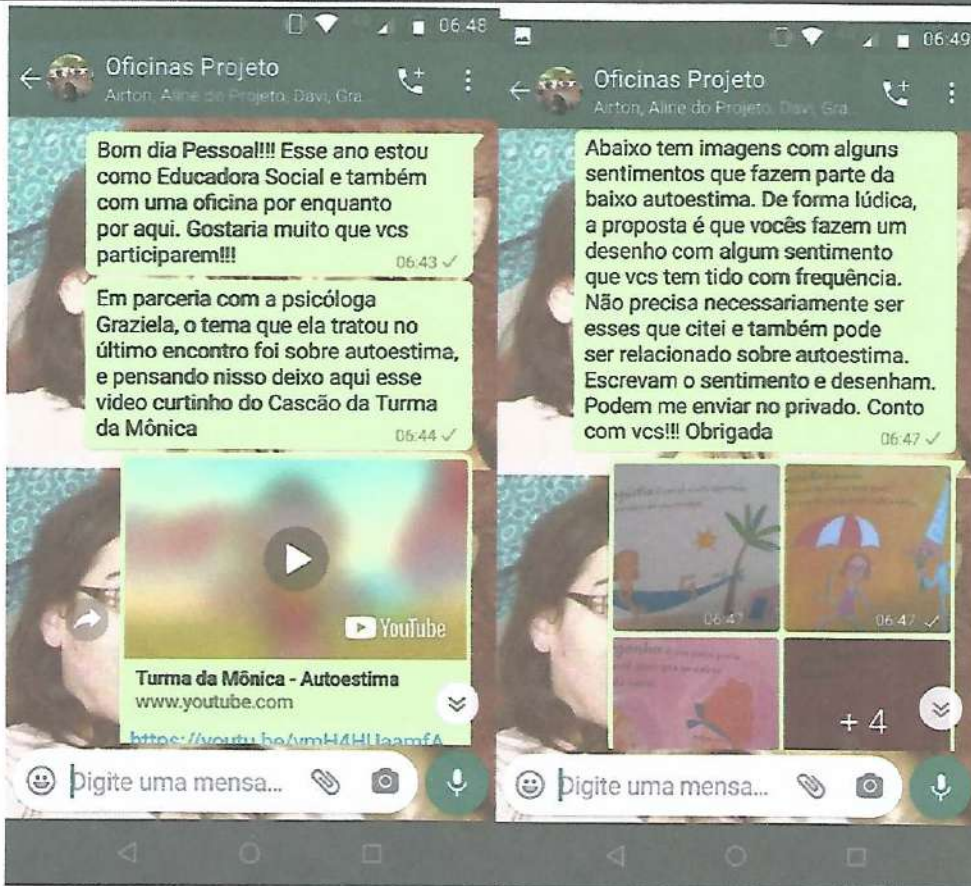 06:48
Oficinas Projeto
Airton, Aline do Projeto, Davi, Gra
Bom dia Pessoal!!! Esse ano estou
como Educadora Social e também
com uma oficina por enquanto
por aqui. Gostaria muito que vcs
participarem!!!
06:43
Em parceria com a psicóloga
Graziela, o tema que ela tratou no
último encontro foi sobre autoestima,
e pensando nisso deixo aqui esse
video curtinho do Cascão da Turma
da Mônica
06:44
YouTube
Turma da Mônica - Autoestima
www.youtube.com
Digite uma mensa...
06:49
Oficinas Projeto
Airton, Aline do Projeto, Davi, Gra
Abaixo tem imagens com alguns
sentimentos que fazem parte da
baixo autoestima. De forma lúdica,
a proposta é que vocês fazem um
desenho com algum sentimento
que vcs tem tido com frequência.
Não precisa necessariamente ser
esses que citei e também pode
ser relacionado sobre autoestima.
Escrevam o sentimento e desenham.
Podem me enviar no privado. Conto
com vcs!!! Obrigada
06:47
06:47
06:47
+ 4
Digite uma mensa...